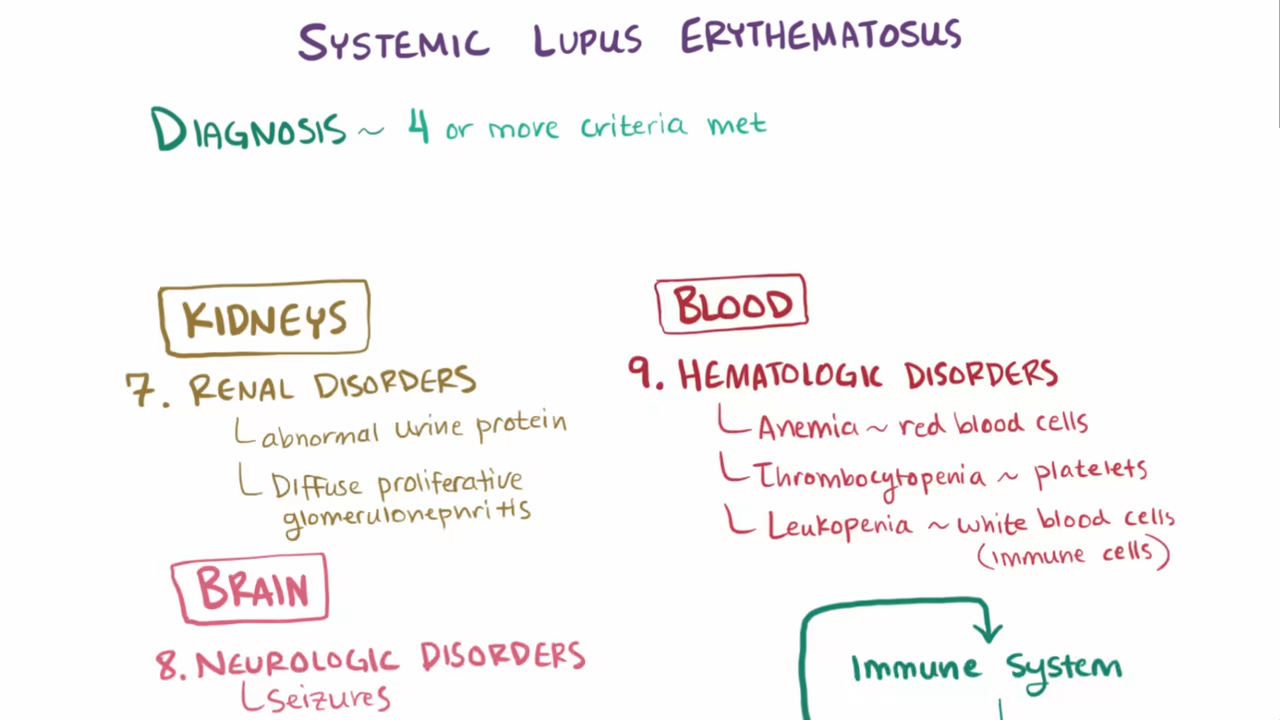 SYSTEMIC LUPUS ERYTHEMATOSUS
DIAGNOSIS ~ 4 or more criteria met
KIDNEYS
7. RENAL DISORDERS
abnormal urine protein
Diffuse proliferative
glomerulonephritis
BRAIN
8. NEUROLOGIC DISORDERS
seizures
BLOOD
9. HEMATOLOGIC DISORDERS
Anemia ~ red blood cells
Thrombocytopenia ~ platelets
Leukopenia ~ white blood cells
(immune cells)
Immune System